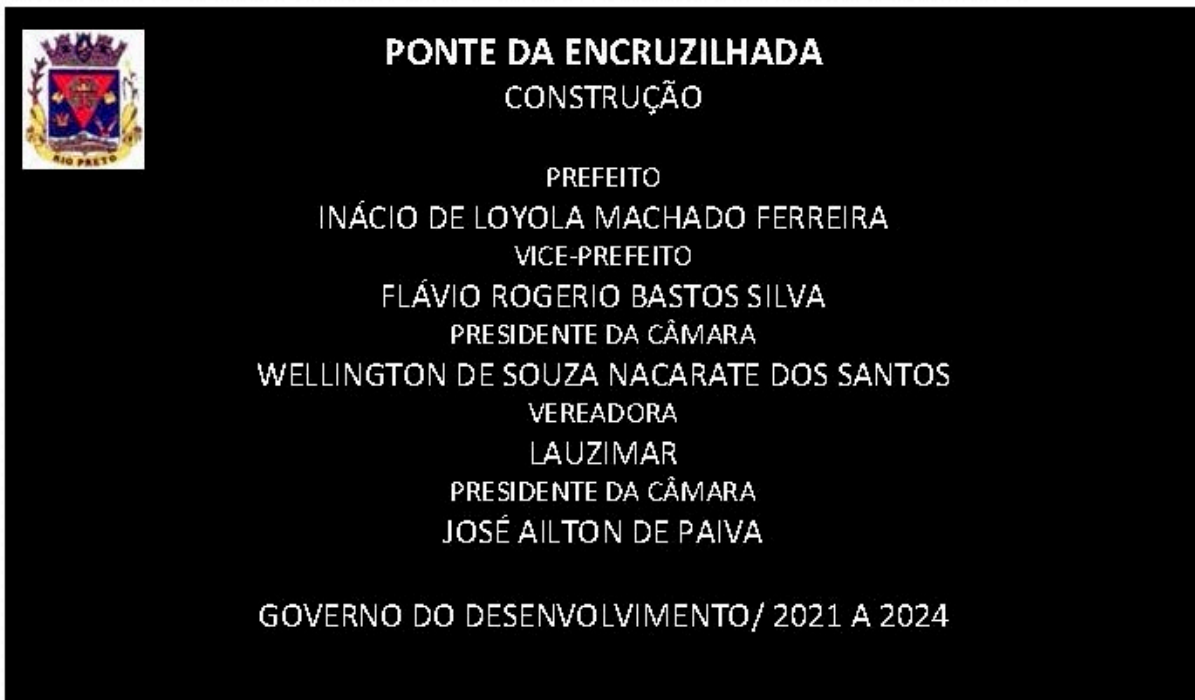 PONTE DA ENCRUZILHADA
CONSTRUÇÃO
RIO PRETO
PREFEITO
INÁCIO DE LOYOLA MACHADO FERREIRA
VICE-PREFEITO
FLÁVIO ROGERIO BASTOS SILVA
PRESIDENTE DA CÂMARA
WELLINGTON DE SOUZA NACARATE DOS SANTOS
VEREADORA
LAUZIMAR
PRESIDENTE DA CÂMARA
JOSÉ AILTON DE PAIVA
GOVERNO DO DESENVOLVIMENTO/ 2021 A 2024